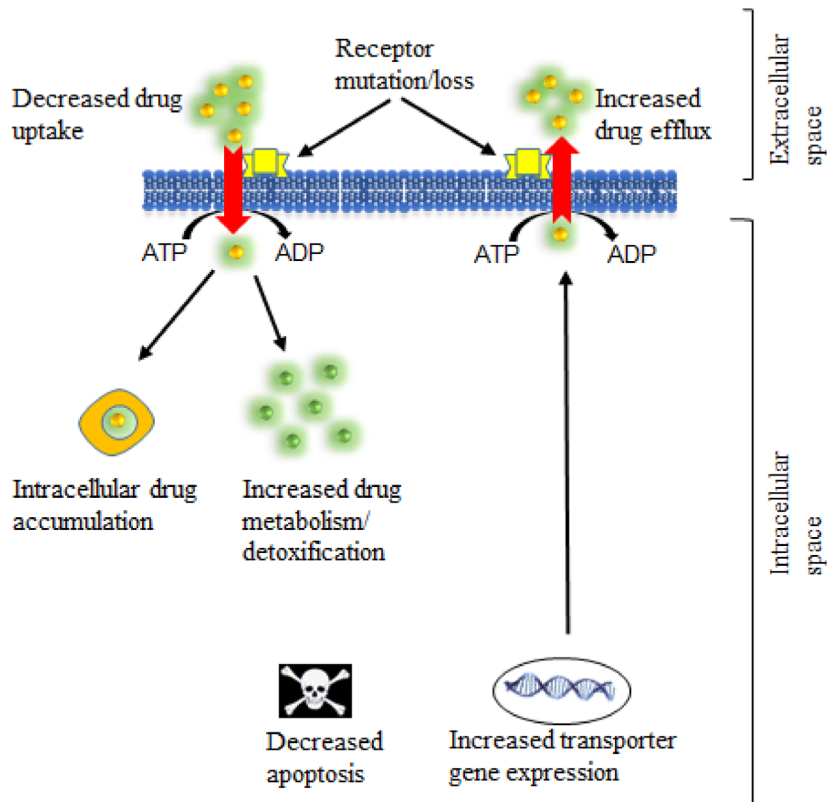 Receptor
mutation/loss
Decreased drug
uptake
Increased
drug efflux
Extracellular
space
ATP
ADP
ATP
ADP
Intracellular drug
accumulation
Increased drug
metabolism/
detoxification
Intracellular
space
Decreased
apoptosis
Increased transporter
gene expression